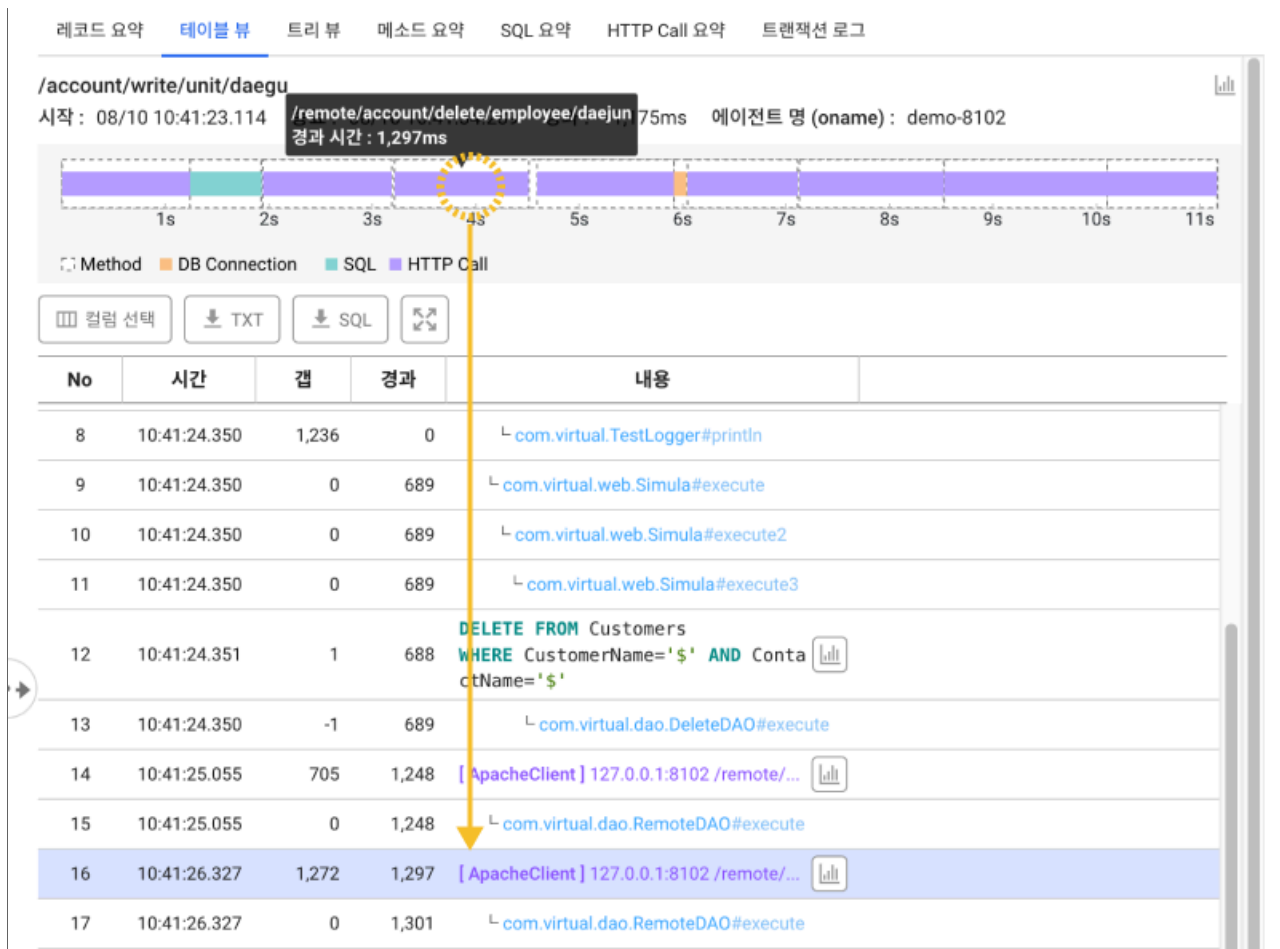 레코드 요약 테이블 뷰 트리 뷰 메소드 요약 SQL 요약 HTTP Call 요약 트랜잭션 로그
/account/write/unit/daegu
시작 : 08/10 10:41:23.114 175ms 에이전트 명 (oname) : demo-8102
/remote/account/delete/employee/daejun
경과 시간 : 1,297ms
1s 2s 3s 4s 5s 6s 7s 8s 9s 10s 11s
Method DB Connection SQL HTTP Call
컬럼 선택 TXT SQL
No 시간 갭 경과 내용
8 10:41:24.350 1,236 0 └ com.virtual.TestLogger#println
9 10:41:24.350 0 689 └ com.virtual.web.Simula#execute
10 10:41:24.350 0 689 └ com.virtual.web.Simula#execute2
11 10:41:24.350 0 689 └ com.virtual.web.Simula#execute3
DELETE FROM Customers
12 10:41:24.351 1 688 WHERE CustomerName='$' AND Conta
ctName='$'
13 10:41:24.350 -1 689 └ com.virtual.dao.DeleteDAO#execute
14 10:41:25.055 705 1,248 [ ApacheClient ] 127.0.0.1:8102 /remote/...
15 10:41:25.055 0 1,248 └ com.virtual.dao.RemoteDAO#execute
16 10:41:26.327 1,272 1,297 [ ApacheClient ] 127.0.0.1:8102 /remote/...
17 10:41:26.327 0 1,301 └ com.virtual.dao.RemoteDAO#execute